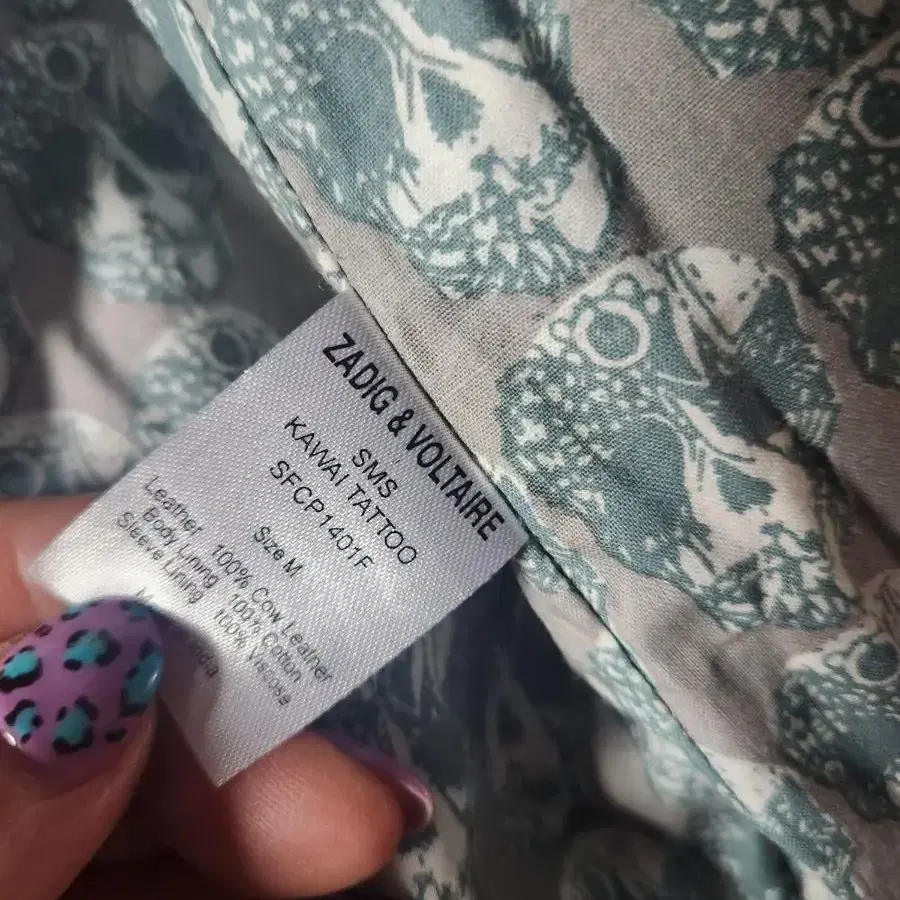 ZADIG & VOLTAIRE
SMS
KAWAI TATTOO
SFCP1401F
Size M
Leather 100% Cow Leather
Body Lining 100% Cotton
Sleeve Lining 100% Viscose